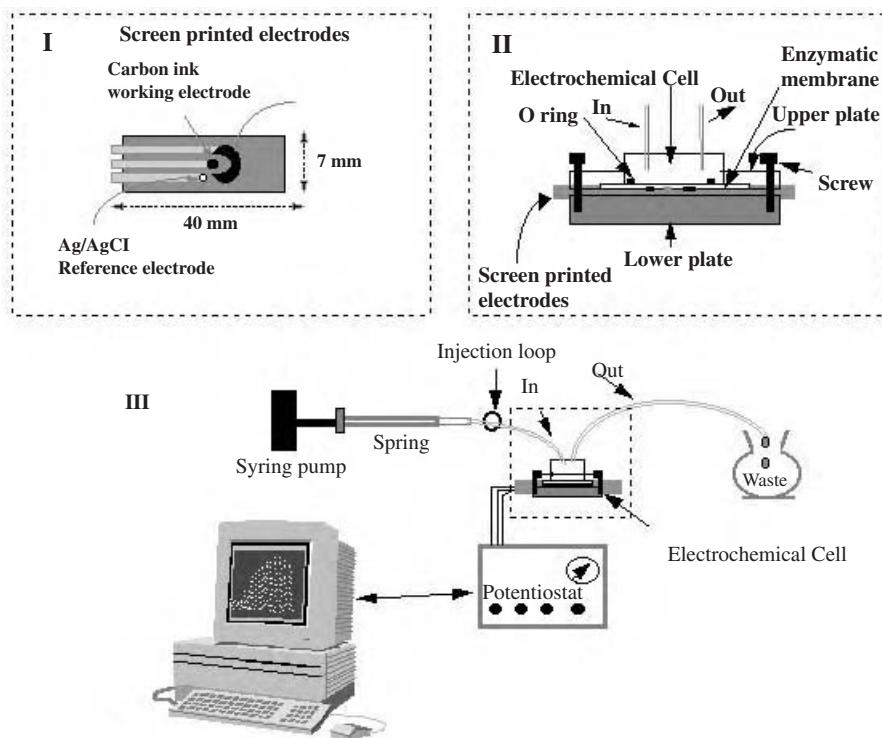 I
Screen printed electrodes
Carbon ink
working electrode
7 mm
40 mm
Ag/AgCI
Reference electrode
II
Enzymatic
membrane
Electrochemical Cell
In
Out
O ring
Upper plate
Screw
Lower plate
Screen printed
electrodes
III
Injection loop
In
Qut
Spring
Syring pump
Waste
Electrochemical Cell
Potentiostat